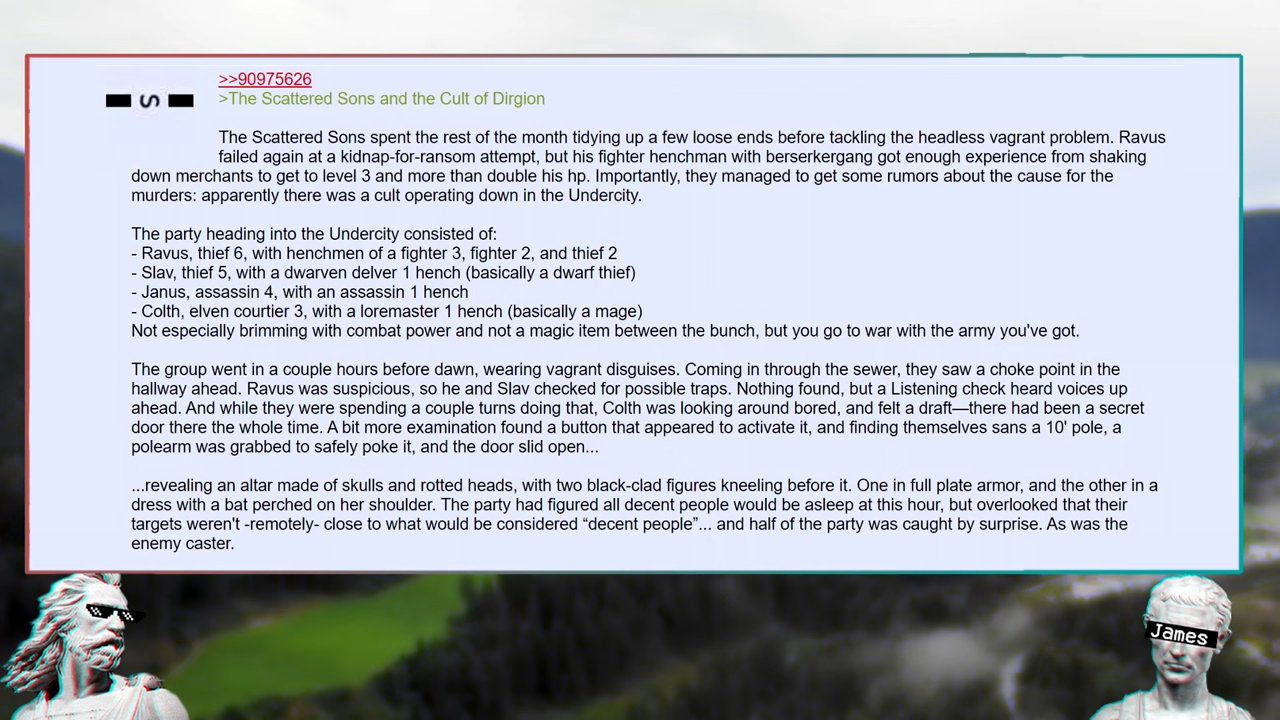 >>90975626
>The Scattered Sons and the Cult of Dirgion
The Scattered Sons spent the rest of the month tidying up a few loose ends before tackling the headless vagrant problem. Ravus
failed again at a kidnap-for-ransom attempt, but his fighter henchman with berserkergang got enough experience from shaking
down merchants to get to level 3 and more than double his hp. Importantly, they managed to get some rumors about the cause for the
murders: apparently there was a cult operating down in the Undercity.
The party heading into the Undercity consisted of:
- Ravus, thief 6, with henchmen of a fighter 3, fighter 2, and thief 2
- Slav, thief 5, with a dwarven delver 1 hench (basically a dwarf thief)
- Janus, assassin 4, with an assassin 1 hench
- Colth, elven courtier 3, with a loremaster 1 hench (basically a mage)
Not especially brimming with combat power and not a magic item between the bunch, but you go to war with the army you've got.
The group went in a couple hours before dawn, wearing vagrant disguises. Coming in through the sewer, they saw a choke point in the
hallway ahead. Ravus was suspicious, so he and Slav checked for possible traps. Nothing found, but a Listening check heard voices up
ahead. And while they were spending a couple turns doing that, Colth was looking around bored, and felt a draft—there had been a secret
door there the whole time. A bit more examination found a button that appeared to activate it, and finding themselves sans a 10' pole, a
polearm was grabbed to safely poke it, and the door slid open...
...revealing an altar made of skulls and rotted heads, with two black-clad figures kneeling before it. One in full plate armor, and the other in a
dress with a bat perched on her shoulder. The party had figured all decent people would be asleep at this hour, but overlooked that their
targets weren't -remotely- close to what would be considered “decent people”... and half of the party was caught by surprise. As was the
enemy caster.
James